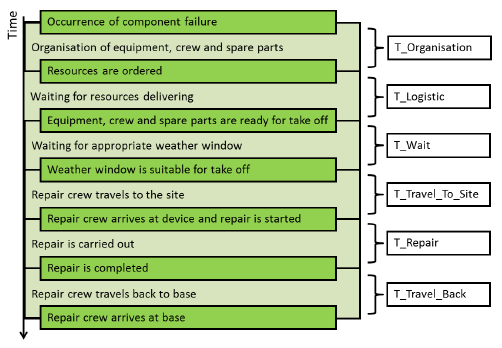 Time
Occurrence of component failure
Organisation of equipment, crew and spare parts
T_Organisation
Resources are ordered
Waiting for resources delivering
T_Logistic
Equipment, crew and spare parts are ready for take off
Waiting for appropriate weather window
T_Wait
Weather window is suitable for take off
Repair crew travels to the site
T_Travel_To_Site
Repair crew arrives at device and repair is started
Repair is carried out
T_Repair
Repair is completed
Repair crew travels back to base
T_Travel_Back
Repair crew arrives at base